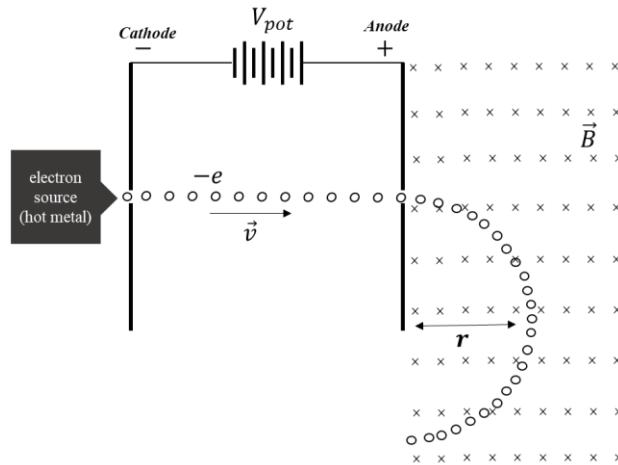 V_pot
Cathode
Anode
−
+
B⃗
electron
source
(hot metal)
−e
v⃗
r